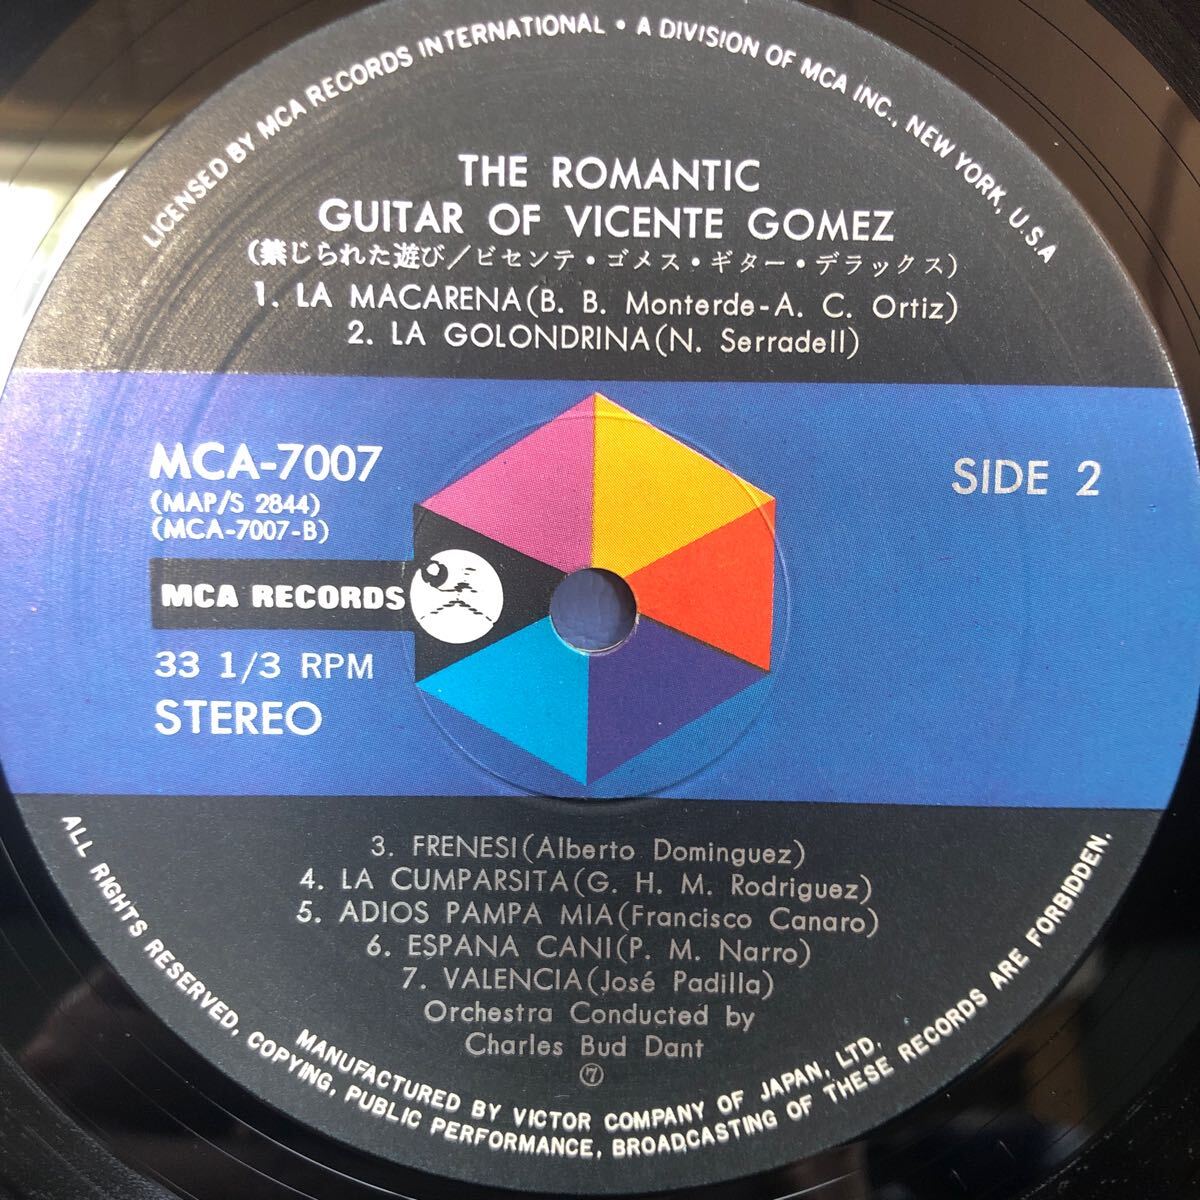 LICENSED BY MCA RECORDS INTERNATIONAL • A DIVISION OF MCA INC., NEW YORK, U.S.A
THE ROMANTIC
GUITAR OF VICENTE GOMEZ
(禁じられた遊び/ビセンテ・ゴメス・ギター・デラックス)
1. LA MACARENA(B. B. Monterde-A. C. Ortiz)
2. LA GOLONDRINA(N. Serradell)
MCA-7007
(MAP/S 2844)
(MCA-7007-B)
SIDE 2
MCA RECORDS
33 1/3 RPM
STEREO
3. FRENESI(Alberto Dominguez)
4. LA CUMPARSITA(G. H. M. Rodriguez)
5. ADIOS PAMPA MIA(Francisco Canaro)
6. ESPANA CANI(P. M. Narro)
7. VALENCIA(José Padilla)
Orchestra Conducted by
Charles Bud Dant
⑦
MANUFACTURED BY VICTOR COMPANY OF JAPAN, LTD.
ALL RIGHTS RESERVED, COPYING, PUBLIC PERFORMANCE, BROADCASTING OF THESE RECORDS ARE FORBIDDEN.